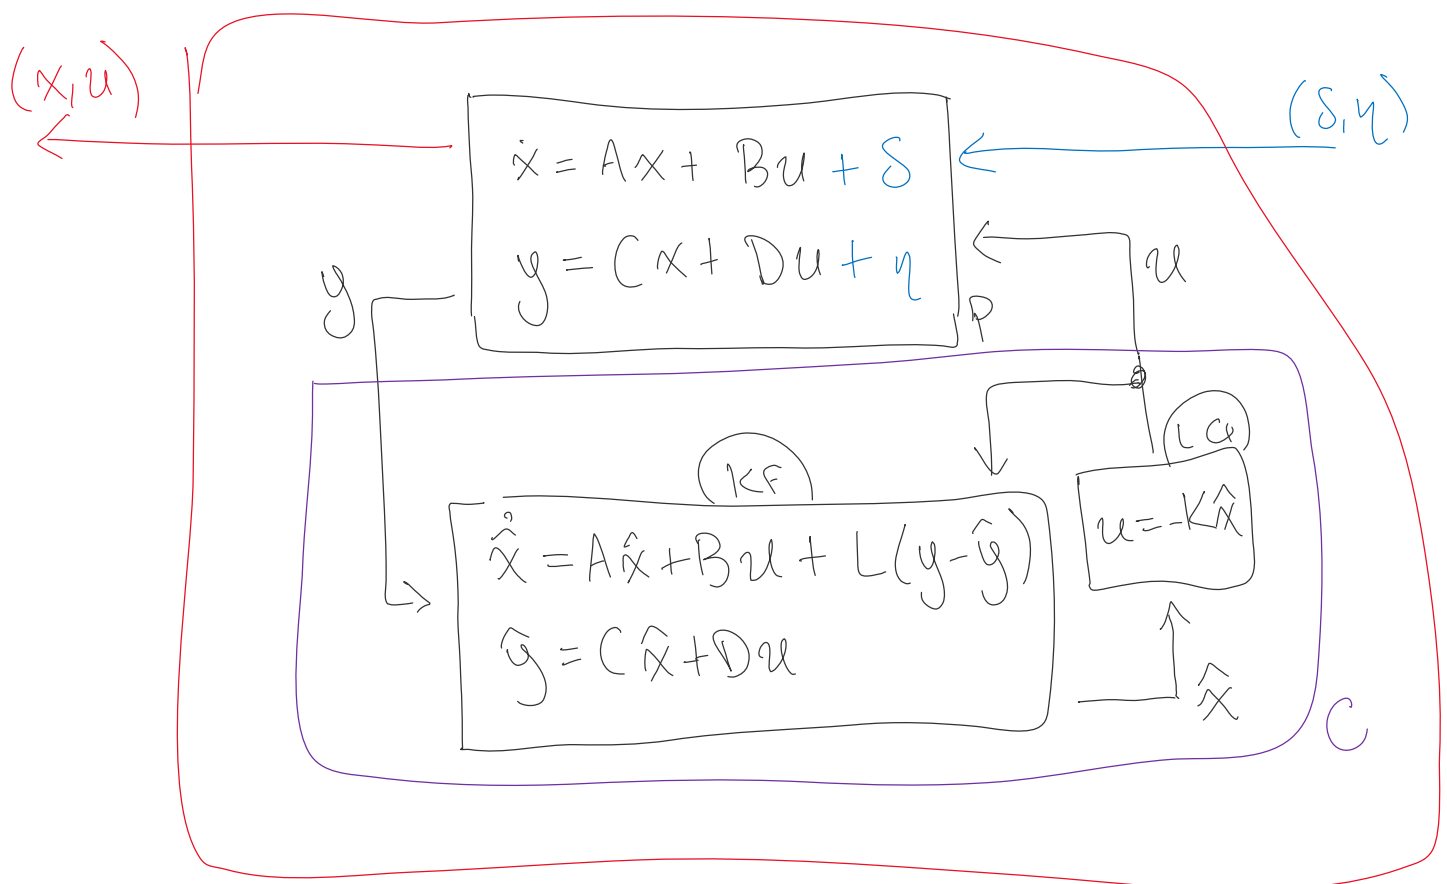 (x,u)
(δ,η)
ẋ = Ax + Bu + δ
y = Cx + Du + η
y
u
P
LQ
KF
u = -Kx̂
x̂̇ = Ax̂ + Bu + L(y-ŷ)
ŷ = Cx̂ + Du
x̂
C